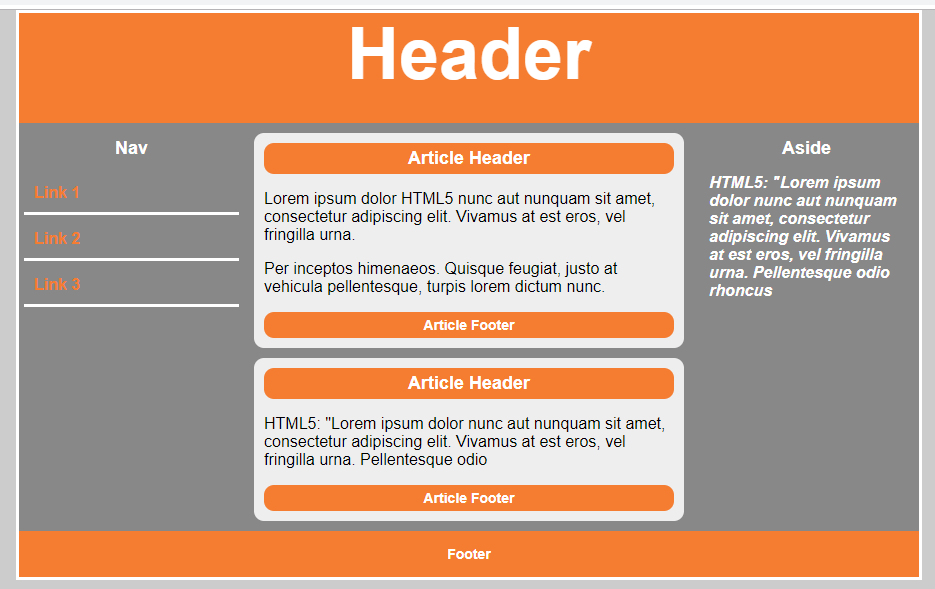 Header
Nav
Link 1
Link 2
Link 3
Article Header
Lorem ipsum dolor HTML5 nunc aut nunquam sit amet,
consectetur adipiscing elit. Vivamus at est eros, vel
fringilla urna.
Per inceptos himenaeos. Quisque feugiat, justo at
vehicula pellentesque, turpis lorem dictum nunc.
Article Footer
Article Header
HTML5: "Lorem ipsum dolor nunc aut nunquam sit amet,
consectetur adipiscing elit. Vivamus at est eros, vel
fringilla urna. Pellentesque odio
Article Footer
Aside
HTML5: "Lorem ipsum
dolor nunc aut nunquam
sit amet, consectetur
adipiscing elit. Vivamus
at est eros, vel fringilla
urna. Pellentesque odio
rhoncus
Footer